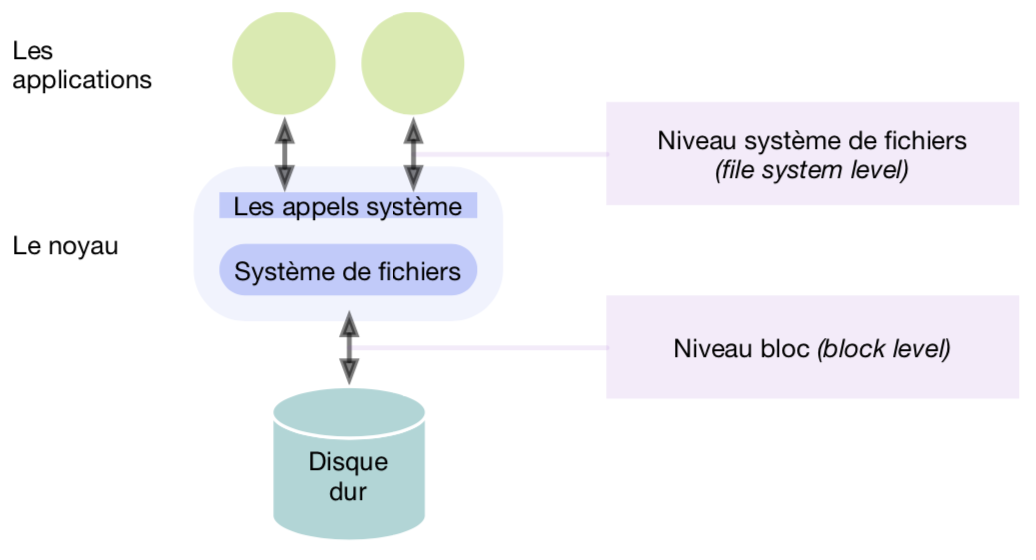 Les
applications
Niveau système de fichiers
(file system level)
Les appels système
Le noyau
Système de fichiers
Niveau bloc (block level)
Disque
dur